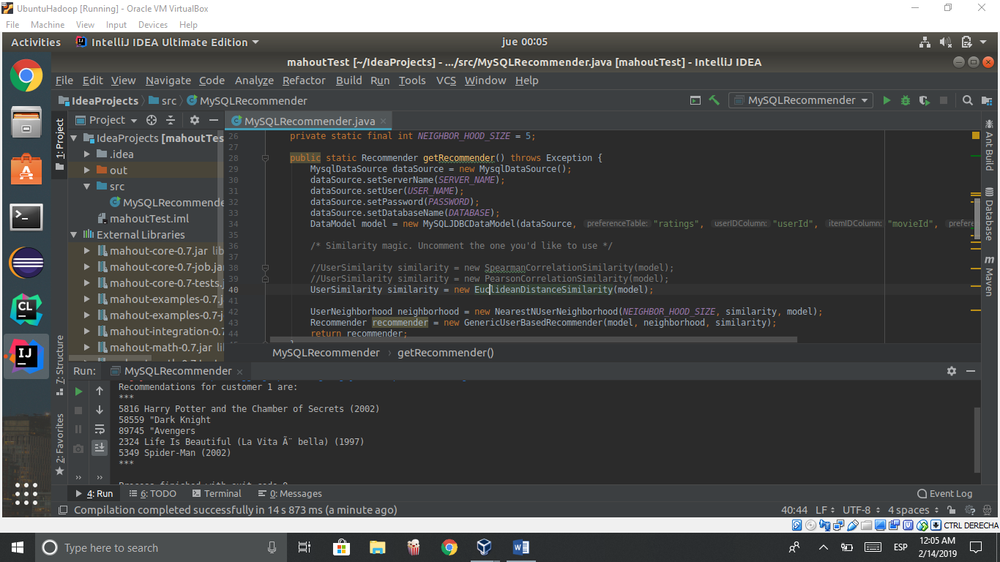 UbuntuHadoop [Running] - Oracle VM VirtualBox
File Machine View Input Devices Help
Activities IntelliJ IDEA Ultimate Edition jue 00:05
mahoutTest [~/IdeaProjects] - .../src/MySQLRecommender.java [mahoutTest] - IntelliJ IDEA
File Edit View Navigate Code Analyze Refactor Build Run Tools VCS Window Help
IdeaProjects src MySQLRecommender MySQLRecommender
1: Project
7: Structure
2: Favorites
Project
IdeaProjects [mahoutTes
.idea
out
src
MySQLRecommende
mahoutTest.iml
External Libraries
mahout-core-0.7.jar lib
mahout-core-0.7-job.jar
mahout-core-0.7-tests.j
mahout-examples-0.7.j
mahout-examples-0.7-j
mahout-integration-0.7
mahout-math-0.7.jar li
MySQLRecommender.java
26 private static final int NEIGHBOR_HOOD_SIZE = 5;
27
28 public static Recommender getRecommender() throws Exception {
29 MysqlDataSource dataSource = new MysqlDataSource();
30 dataSource.setServerName(SERVER_NAME);
31 dataSource.setUser(USER_NAME);
32 dataSource.setPassword(PASSWORD);
33 dataSource.setDatabaseName(DATABASE);
34 DataModel model = new MySQLJDBCDataModel(dataSource, preferenceTable: "ratings", userIDColumn: "userId", itemIDColumn: "movieId", prefere
35
36 /* Similarity magic. Uncomment the one you'd like to use */
37
38 //UserSimilarity similarity = new SpearmanCorrelationSimilarity(model);
39 //UserSimilarity similarity = new PearsonCorrelationSimilarity(model);
40 UserSimilarity similarity = new EuclideanDistanceSimilarity(model);
41
42 UserNeighborhood neighborhood = new NearestNUserNeighborhood(NEIGHBOR_HOOD_SIZE, similarity, model);
43 Recommender recommender = new GenericUserBasedRecommender(model, neighborhood, similarity);
44 return recommender;
MySQLRecommender getRecommender()
Ant Build
Database
Maven
Run: MySQLRecommender
Recommendations for customer 1 are:
***
5816 Harry Potter and the Chamber of Secrets (2002)
58559 "Dark Knight
89745 "Avengers
2324 Life Is Beautiful (La Vita Ã¨ bella) (1997)
5349 Spider-Man (2002)
***
Process finished with exit code 0
4: Run 6: TODO Terminal 0: Messages Event Log
Compilation completed successfully in 14 s 873 ms (a minute ago) 40:44 LF UTF-8 4 spaces
CTRL DERECHA
Type here to search ESP 12:05 AM
2/14/2019